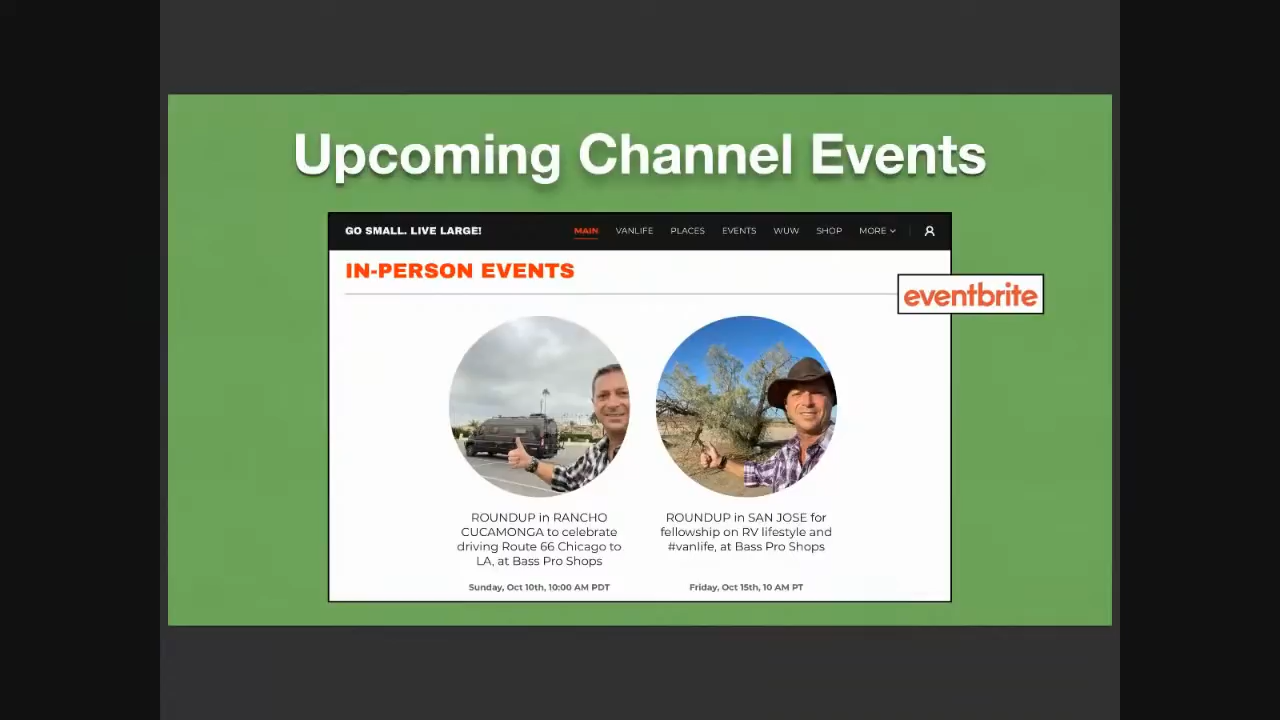 Upcoming Channel Events
GO SMALL. LIVE LARGE!
MAIN VANLIFE PLACES EVENTS WUW SHOP MORE
IN-PERSON EVENTS
eventbrite
ROUNDUP in RANCHO
CUCAMONGA to celebrate
driving Route 66 Chicago to
LA, at Bass Pro Shops
Sunday, Oct 10th, 10:00 AM PDT
ROUNDUP in SAN JOSE for
fellowship on RV lifestyle and
#vanlife, at Bass Pro Shops
Friday, Oct 15th, 10 AM PT